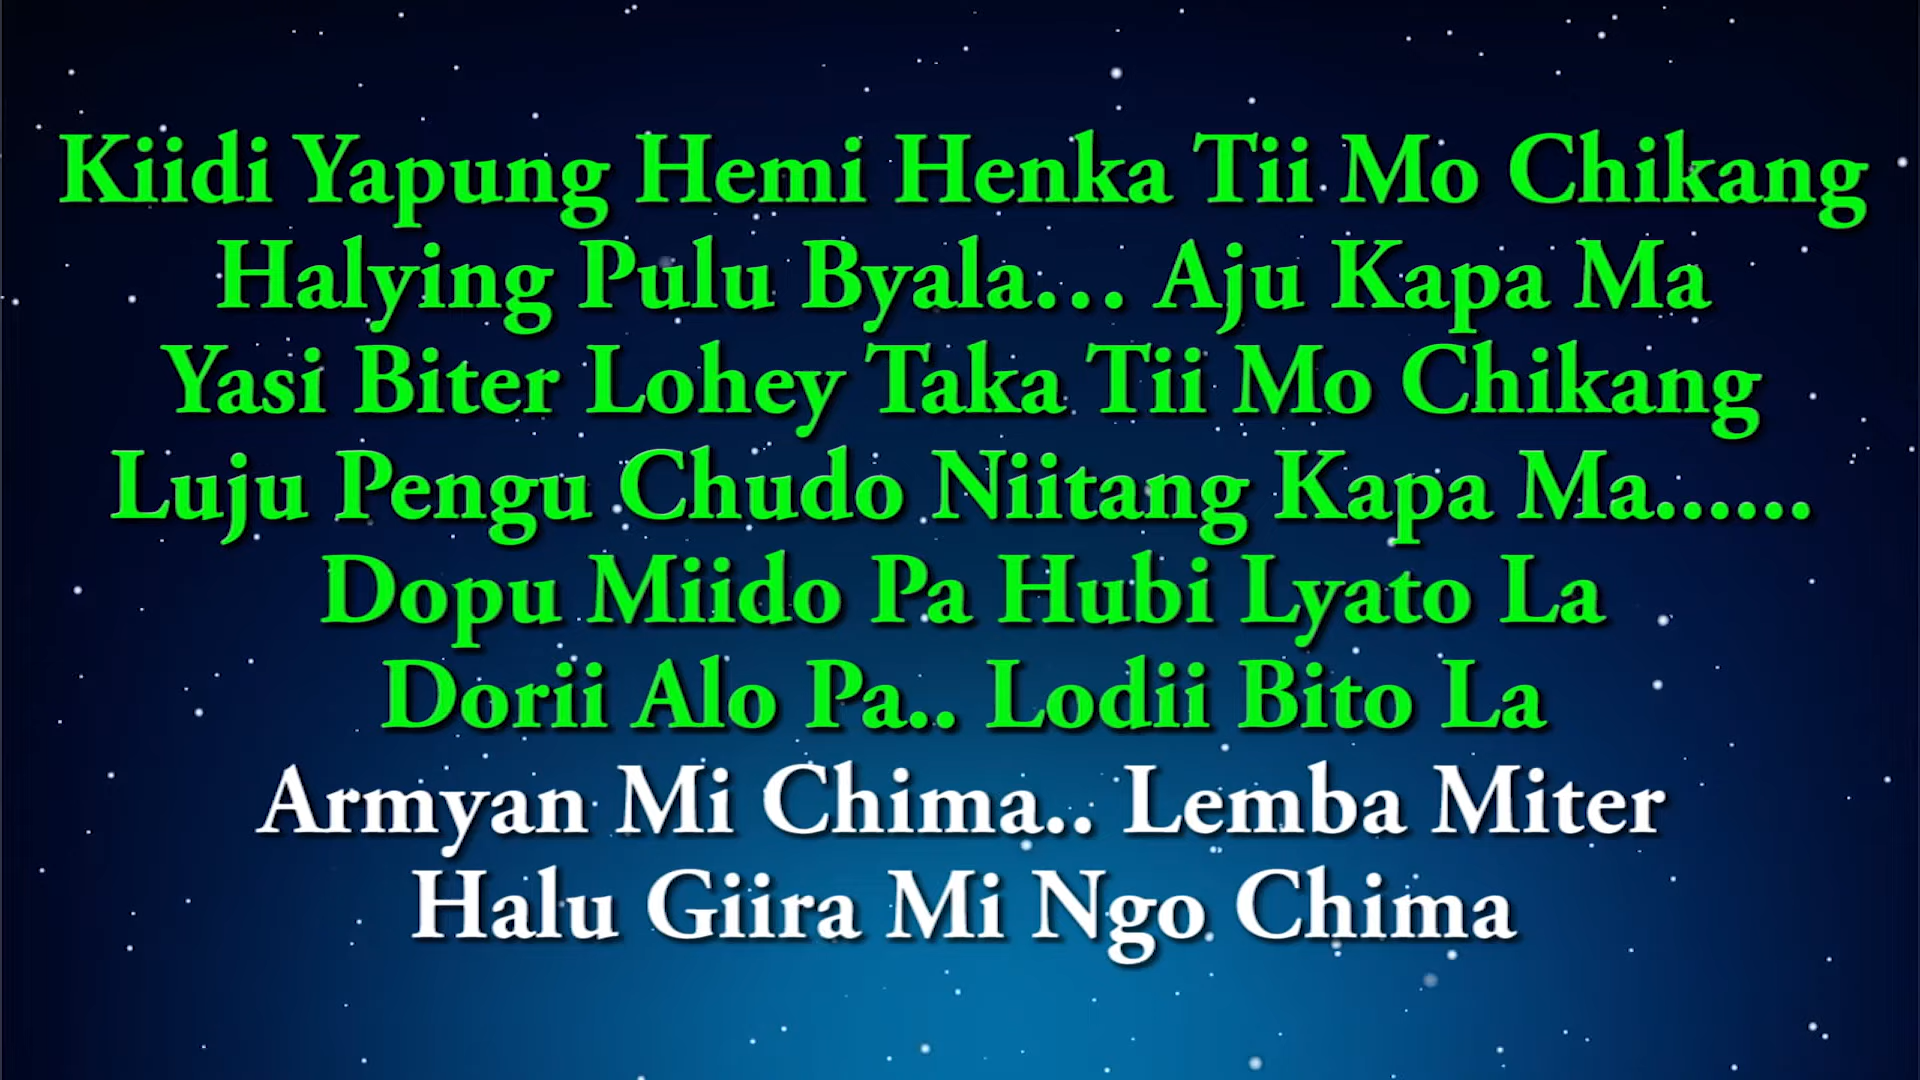 Kiidi Yapung Hemi Henka Tii Mo Chikang
Halying Pulu Byala... Aju Kapa Ma
Yasi Biter Lohey Taka Tii Mo Chikang
Luju Pengu Chudo Niitang Kapa Ma......
Dopu Miido Pa Hubi Lyato La
Dorii Alo Pa.. Lodii Bito La
Armyan Mi Chima.. Lemba Miter
Halu Giira Mi Ngo Chima